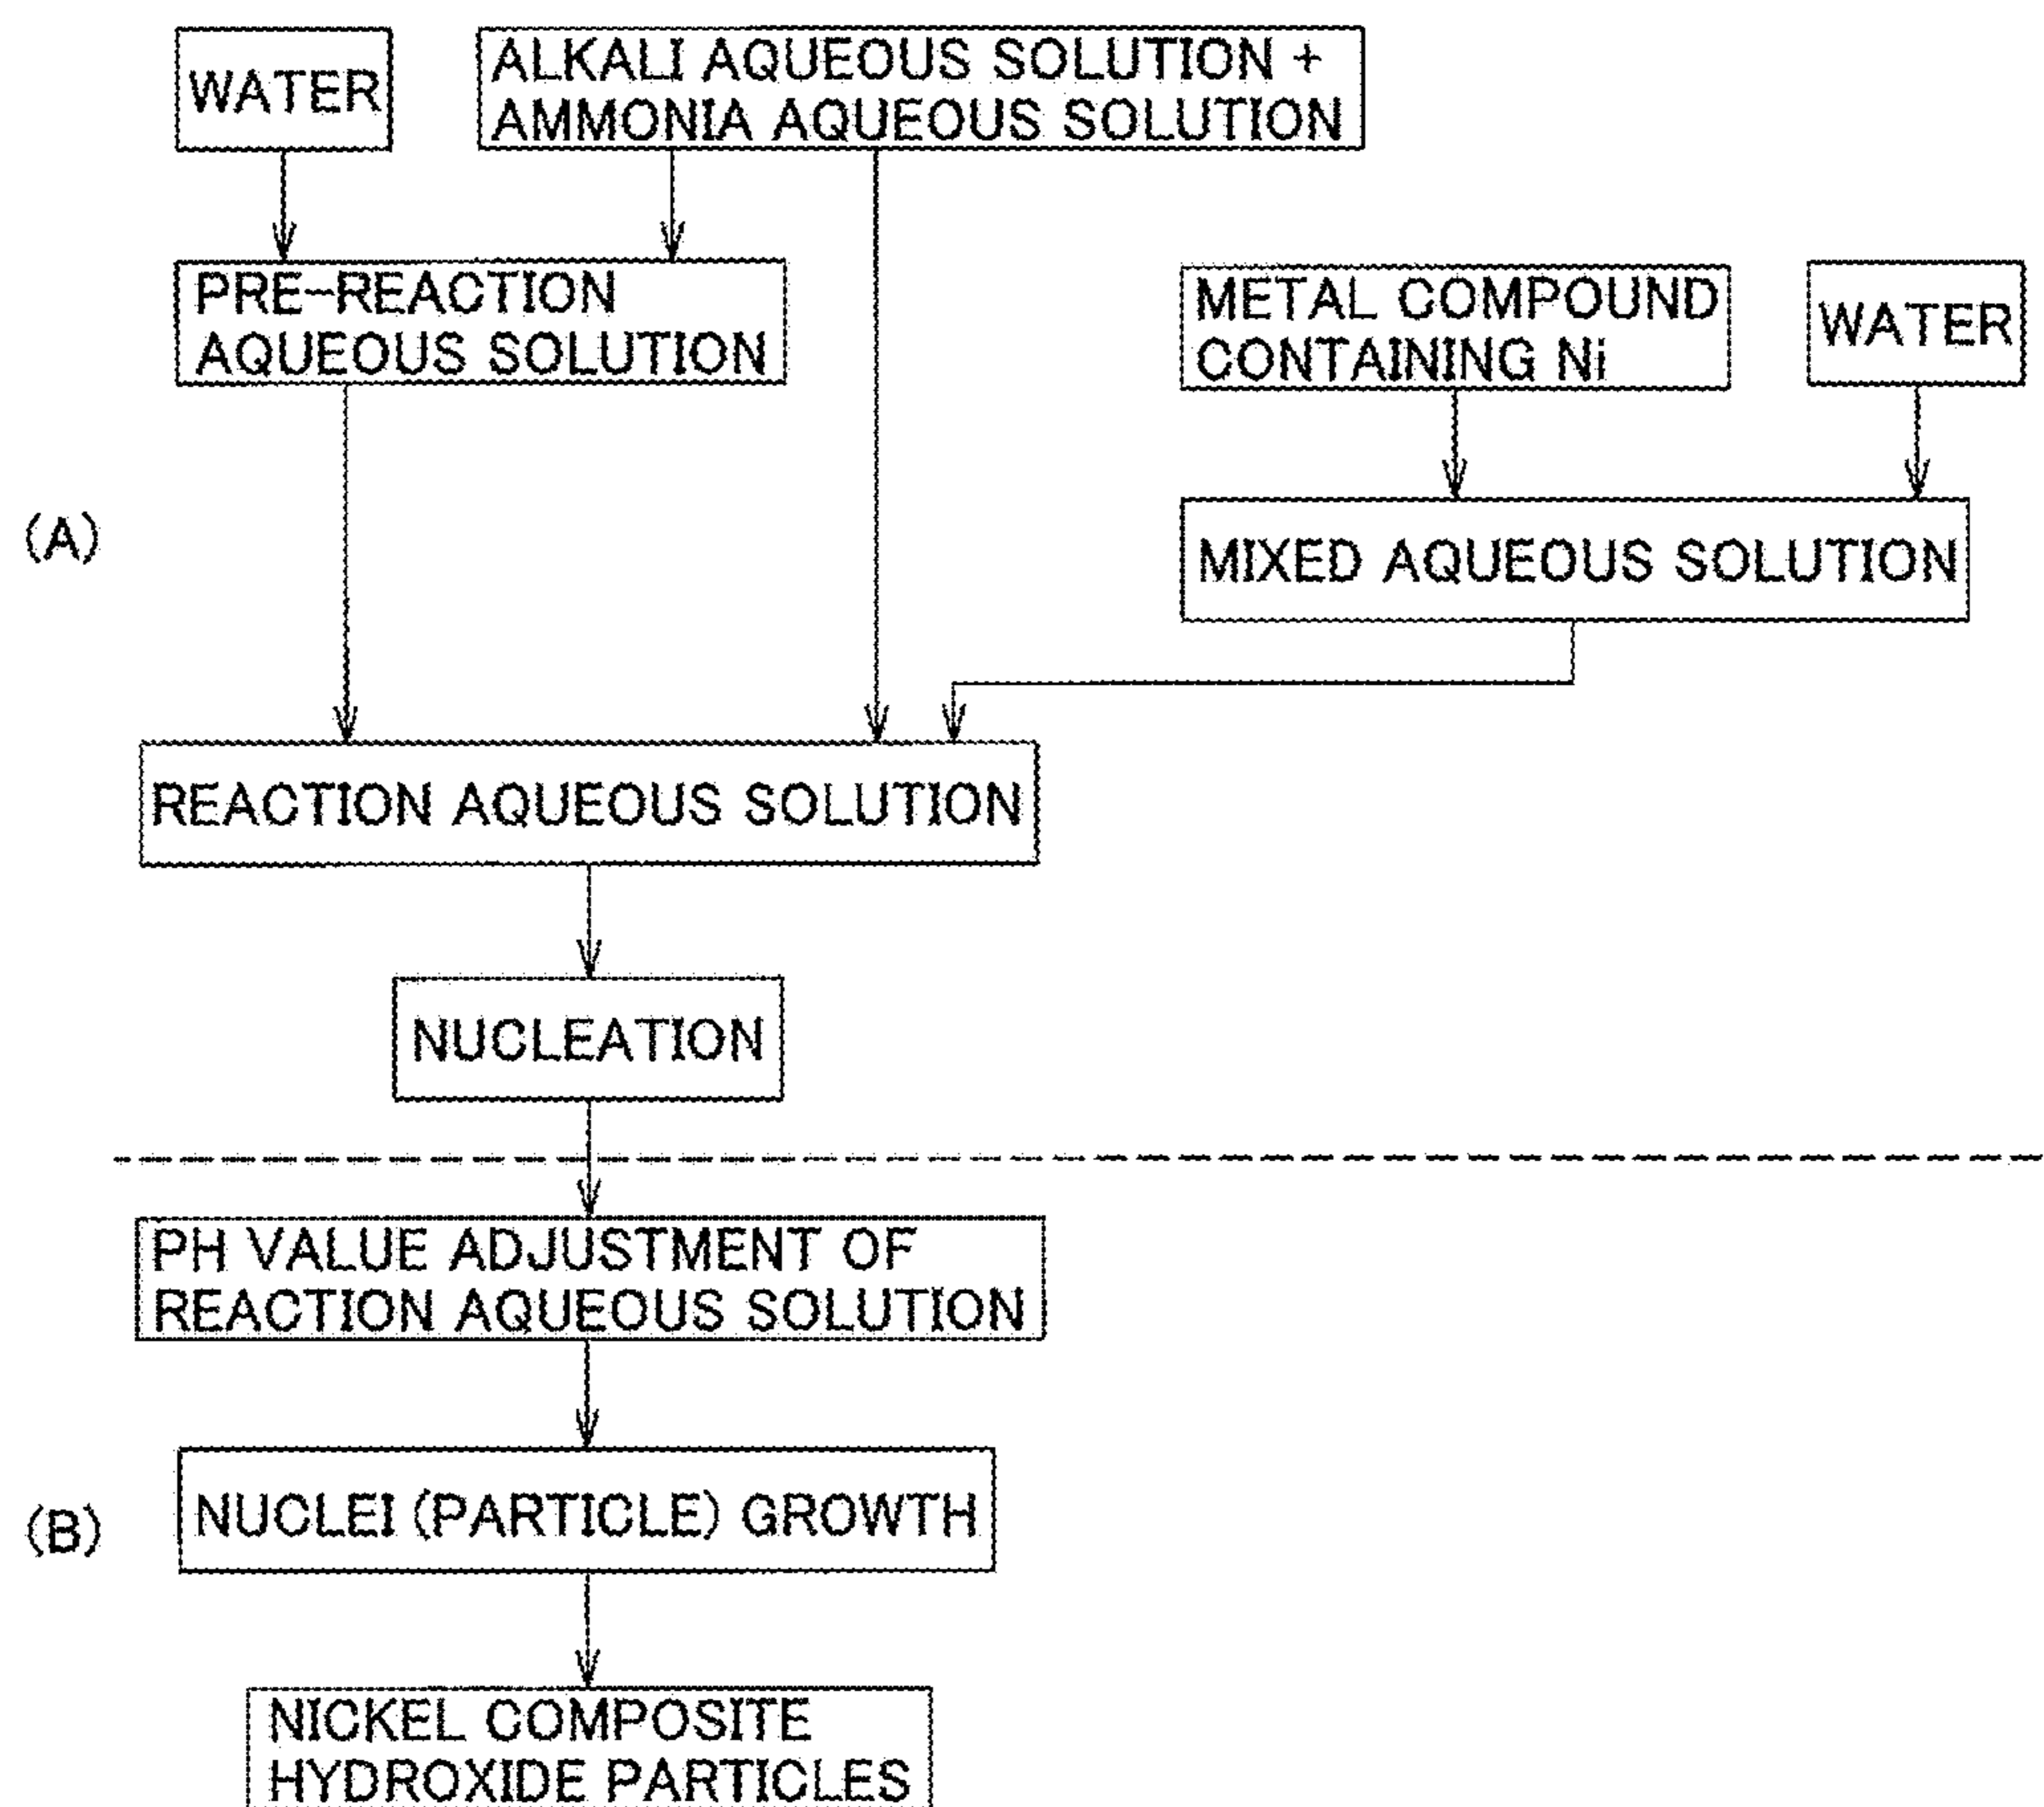 WATER
ALKALI AQUEOUS SOLUTION +
AMMONIA AQUEOUS SOLUTION
PRE-REACTION
AQUEOUS SOLUTION
METAL COMPOUND
CONTAINING Ni
WATER
(A)
MIXED AQUEOUS SOLUTION
REACTION AQUEOUS SOLUTION
NUCLEATION
PH VALUE ADJUSTMENT OF
REACTION AQUEOUS SOLUTION
(B)
NUCLEI (PARTICLE) GROWTH
NICKEL COMPOSITE
HYDROXIDE PARTICLES